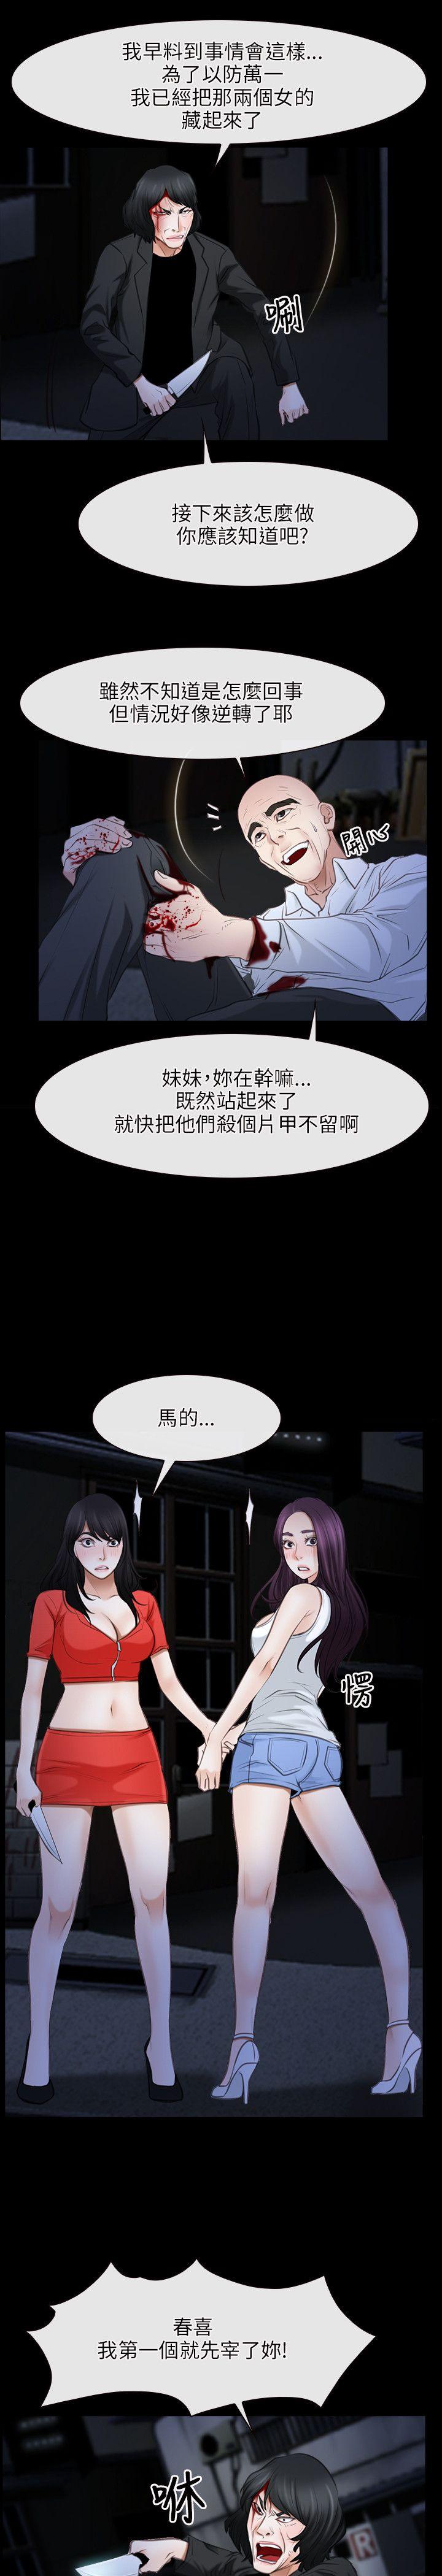 我早料到事情會這樣...
為了以防萬一
我已經把那兩個女的
藏起來了
唰
接下來該怎麼做
你應該知道吧?
雖然不知道是怎麼回事
但情況好像逆轉了耶
開心
妹妹,妳在幹嘛...
既然站起來了
就快把他們殺個片甲不留啊
馬的...
愣
春喜
我第一個就先宰了妳!
咻